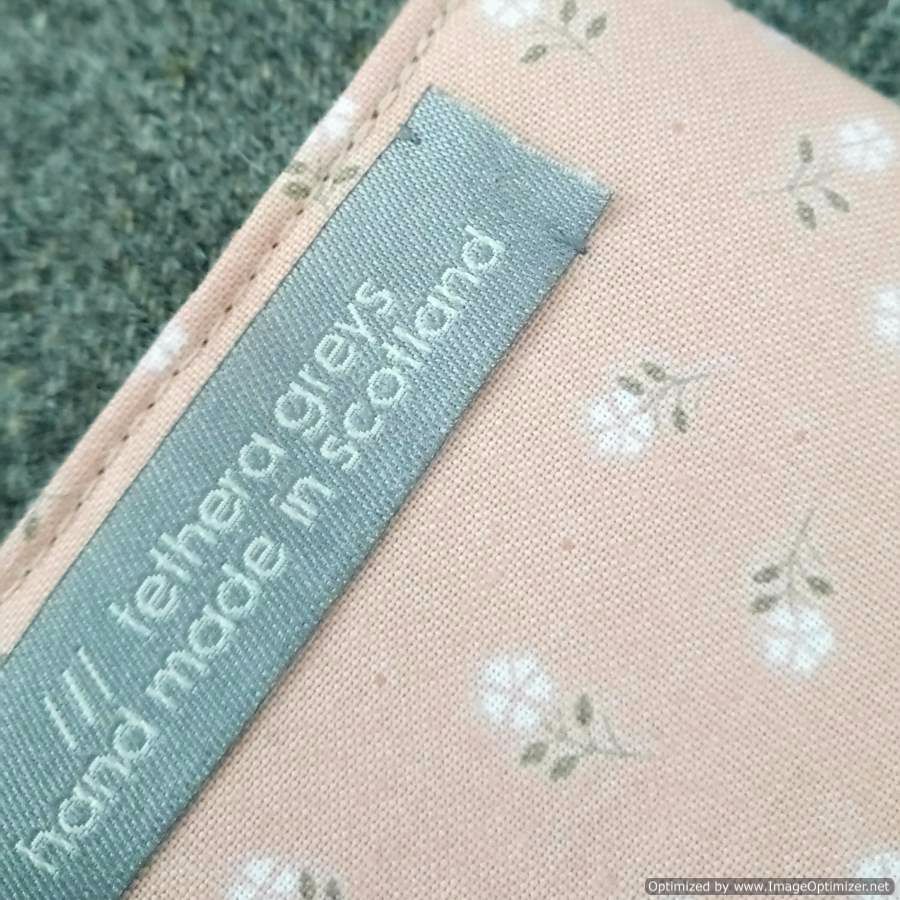 /// tethera greys
hand made in scotland
Optimized by www.ImageOptimizer.net